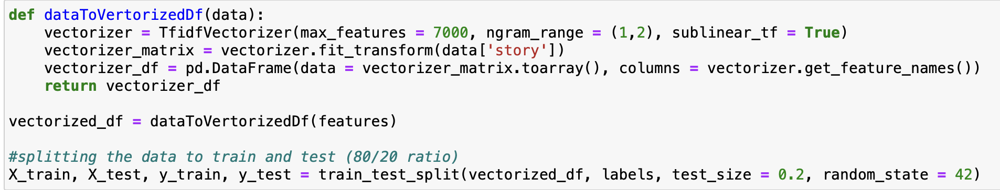 def dataToVertorizedDf(data):
    vectorizer = TfidfVectorizer(max_features = 7000, ngram_range = (1,2), sublinear_tf = True)
    vectorizer_matrix = vectorizer.fit_transform(data['story'])
    vectorizer_df = pd.DataFrame(data = vectorizer_matrix.toarray(), columns = vectorizer.get_feature_names())
    return vectorizer_df

vectorized_df = dataToVertorizedDf(features)

#splitting the data to train and test (80/20 ratio)
X_train, X_test, y_train, y_test = train_test_split(vectorized_df, labels, test_size = 0.2, random_state = 42)